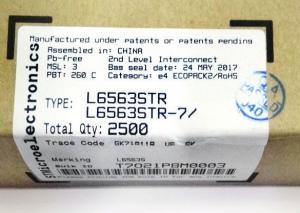 Manufactured under patents or patents pending
Assembled in: CHINA
Pb-free 2nd Level Interconnect
MSL: 3 Bag seal date: 24 MAY 2017
PBT: 260 C Category: e4 ECOPACK2/RoHS
TYPE: L6563STR
L6563STR-7/
Total Qty: 2500
Trace Code
Marking L6563S
Bulk ID T7021P8M0003
microelectronics